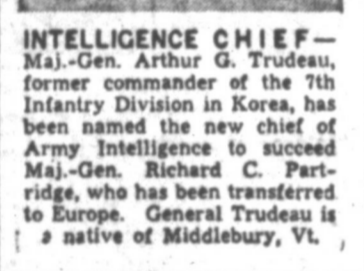 INTELLIGENCE CHIEF—
Maj.-Gen. Arthur G. Trudeau,
former commander of the 7th
Infantry Division in Korea, has
been named the new chief of
Army Intelligence to succeed
Maj.-Gen. Richard C. Part-
ridge, who has been transferred
to Europe. General Trudeau is
a native of Middlebury, Vt.